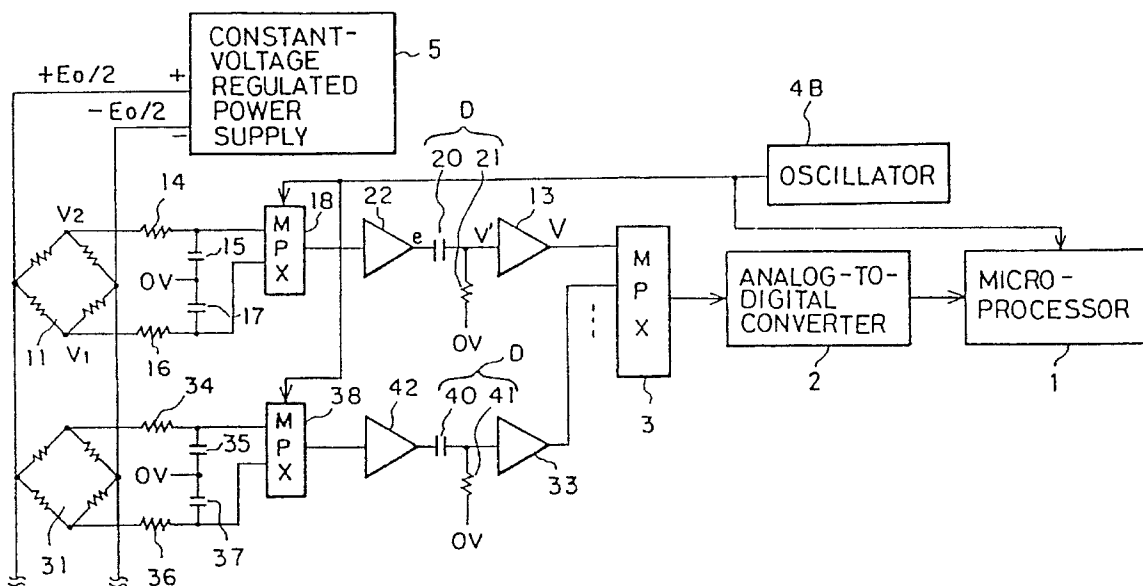 CONSTANT-
VOLTAGE
REGULATED
POWER
SUPPLY
5
+Eo/2
+
-Eo/2
-
4B
OSCILLATOR
D
20
21
14
18
22
13
V2
M
P
X
e
V'
V
15
0V
17
11
V1
16
0V
M
P
X
3
ANALOG-TO-
DIGITAL
CONVERTER
2
MICRO-
PROCESSOR
1
34
38
42
D
40
41
M
P
X
35
0V
37
33
31
36
0V